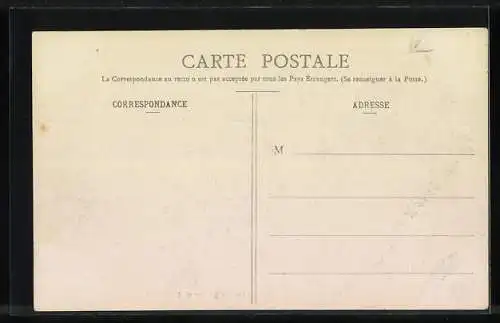 CARTE POSTALE
La Correspondance au recto n'est pas acceptée par tous les Pays Etrangers. (Se renseigner à la Poste.)
CORRESPONDANCE
ADRESSE
M